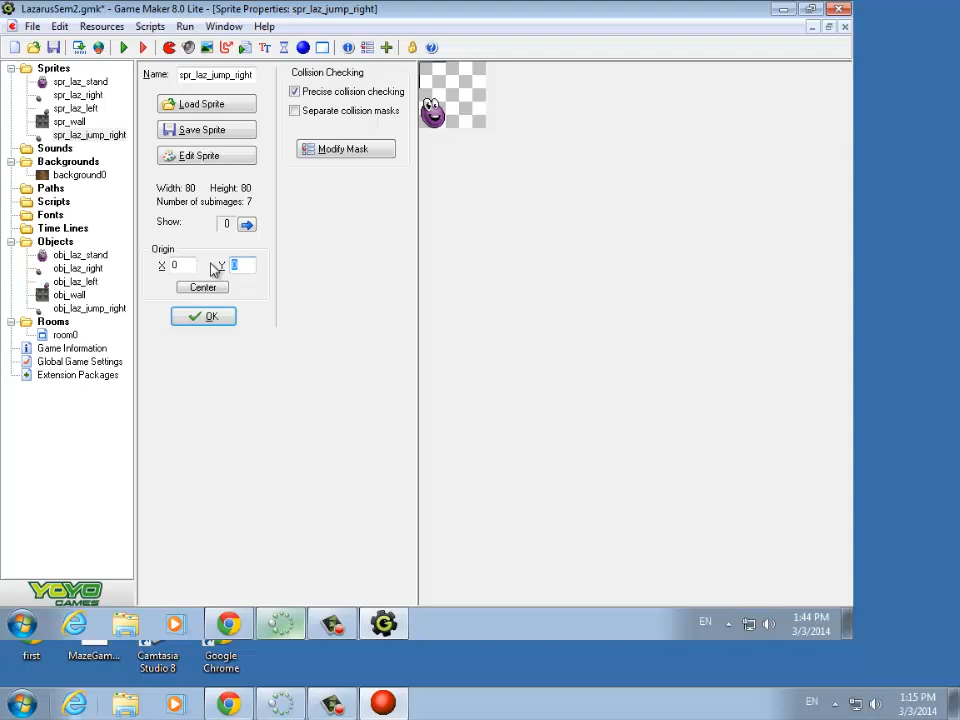 LazarusSem2.gmk* - Game Maker 8.0 Lite - [Sprite Properties: spr_laz_jump_right]
File Edit Resources Scripts Run Window Help
Sprites
spr_laz_stand
spr_laz_right
spr_laz_left
spr_wall
spr_laz_jump_right
Sounds
Backgrounds
background0
Paths
Scripts
Fonts
Time Lines
Objects
obj_laz_stand
obj_laz_right
obj_laz_left
obj_wall
obj_laz_jump_right
Rooms
room0
Game Information
Global Game Settings
Extension Packages
YOYO
GAMES
Name: spr_laz_jump_right
Load Sprite
Save Sprite
Edit Sprite
Width: 80 Height: 80
Number of subimages: 7
Show: 0
Origin
X 0 Y 0
Center
OK
Collision Checking
Precise collision checking
Separate collision masks
Modify Mask
EN
1:44 PM
3/3/2014
first
MazeGam...
Camtasia
Studio 8
Google
Chrome
EN
1:15 PM
3/3/2014